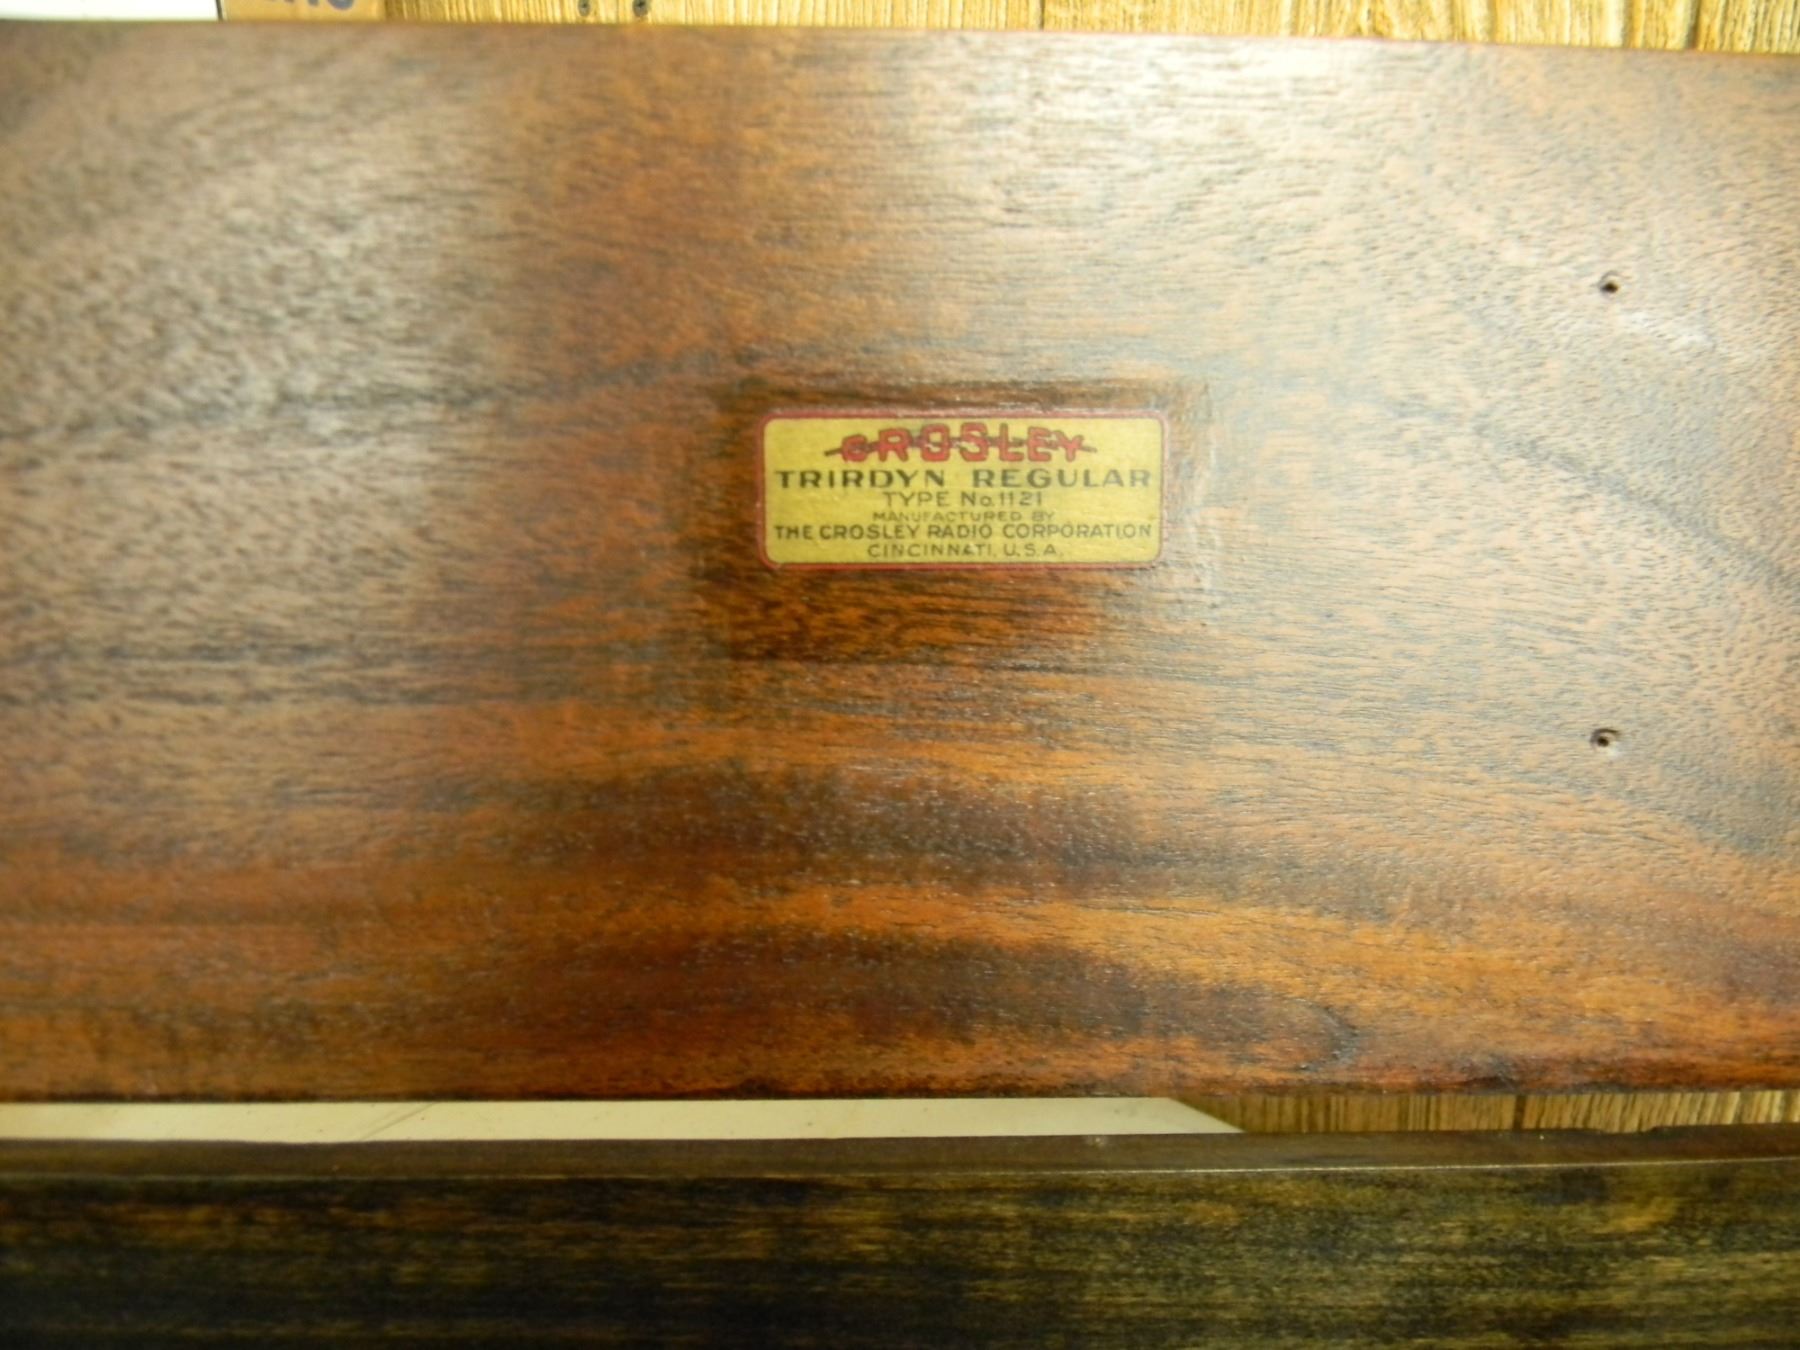 CROSLEY
TRIRDYN REGULAR
TYPE No. 1121
MANUFACTURED BY
THE CROSLEY RADIO CORPORATION
CINCINNATI, U.S.A.